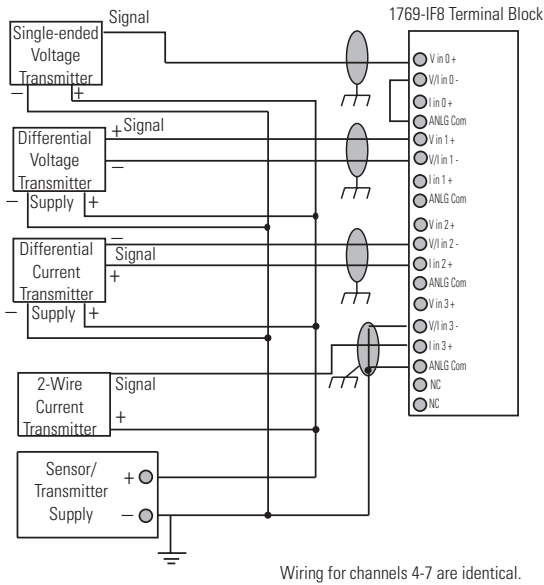 1769-IF8 Terminal Block
Signal
Single-ended
Voltage
Transmitter
− +
+ Signal
Differential
Voltage
Transmitter
−
− Supply +
−
Signal
+
Differential
Current
Transmitter
− Supply +
2-Wire
Current
Transmitter
Signal
+
Sensor/
Transmitter
Supply
+
−
V in 0 +
V/I in 0 -
I in 0 +
ANLG Com
V in 1 +
V/I in 1 -
I in 1 +
ANLG Com
V in 2 +
V/I in 2 -
I in 2 +
ANLG Com
V in 3 +
V/I in 3 -
I in 3 +
ANLG Com
NC
NC
Wiring for channels 4-7 are identical.